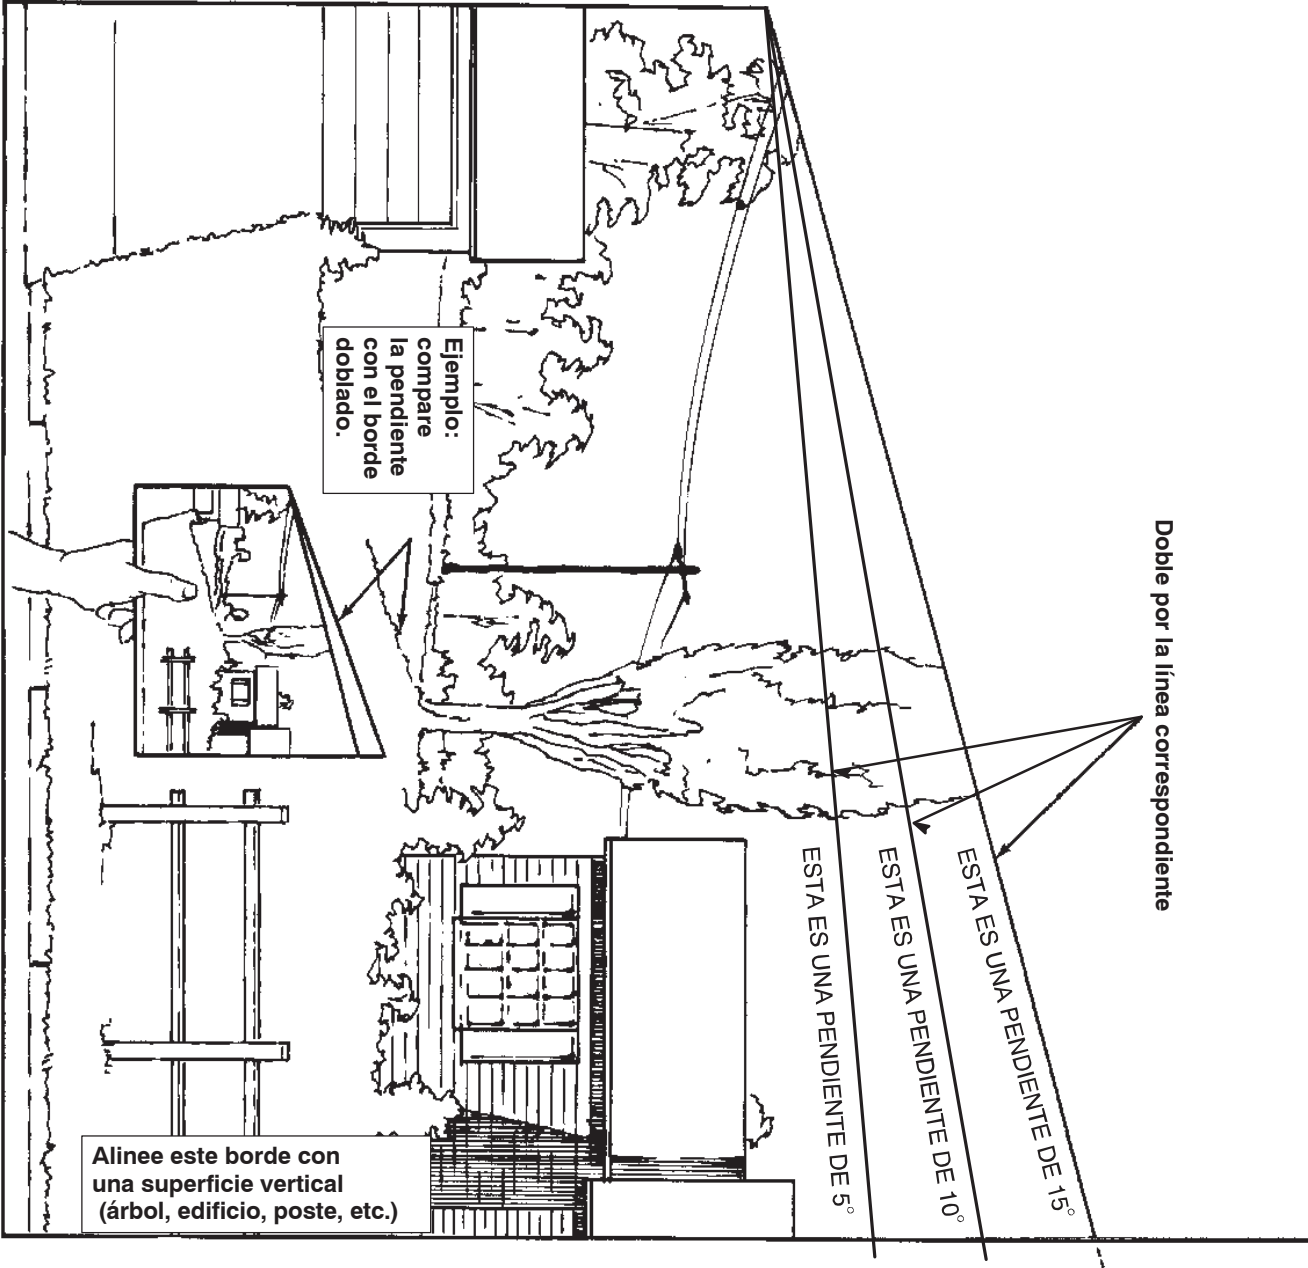 Doble por la línea correspondiente
ESTA ES UNA PENDIENTE DE 15°
ESTA ES UNA PENDIENTE DE 10°
ESTA ES UNA PENDIENTE DE 5°
Ejemplo:
compare
la pendiente
con el borde
doblado.
Alinee este borde con
una superficie vertical
(árbol, edificio, poste, etc.)